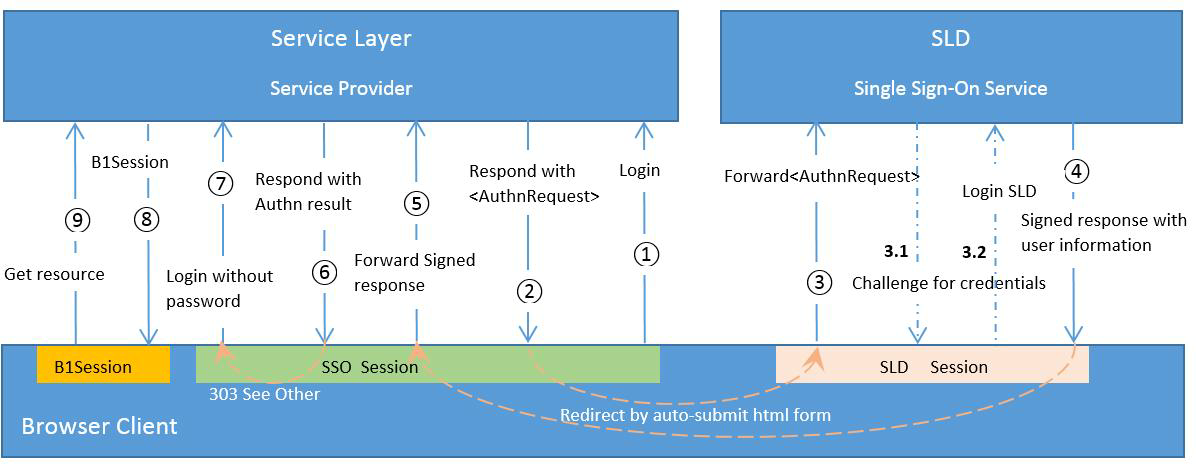 Service Layer
Service Provider
SLD
Single Sign-On Service
B1Session
⑨
⑧
Get resource
⑦
Login without
password
Respond with
Authn result
⑥
⑤
Forward Signed
response
Respond with
<AuthnRequest>
②
Login
①
Forward<AuthnRequest>
③
3.1
Challenge for credentials
Login SLD
3.2
④
Signed response with
user information
B1Session
SSO Session
SLD Session
303 See Other
Redirect by auto-submit html form
Browser Client